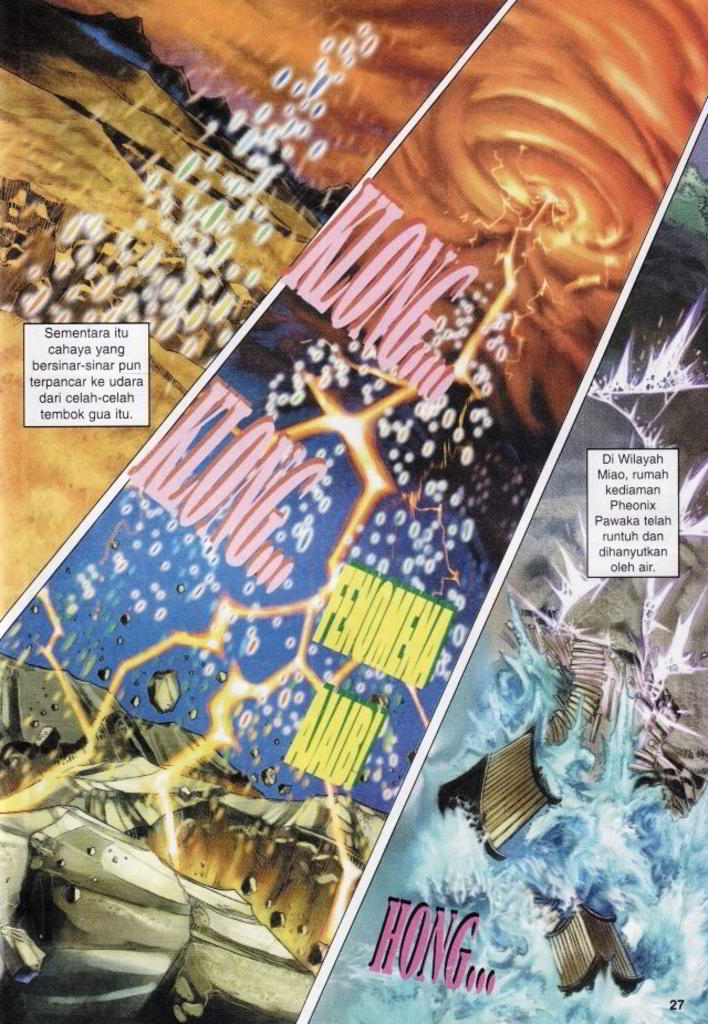 Sementara itu
cahaya yang
bersinar-sinar pun
terpancar ke udara
dari celah-celah
tembok gua itu.
KLONG...
KLONG...
FENOMENA
AJAIB!
Di Wilayah
Miao, rumah
kediaman
Pheonix
Pawaka telah
runtuh dan
dihanyutkan
oleh air.
HONG...
27